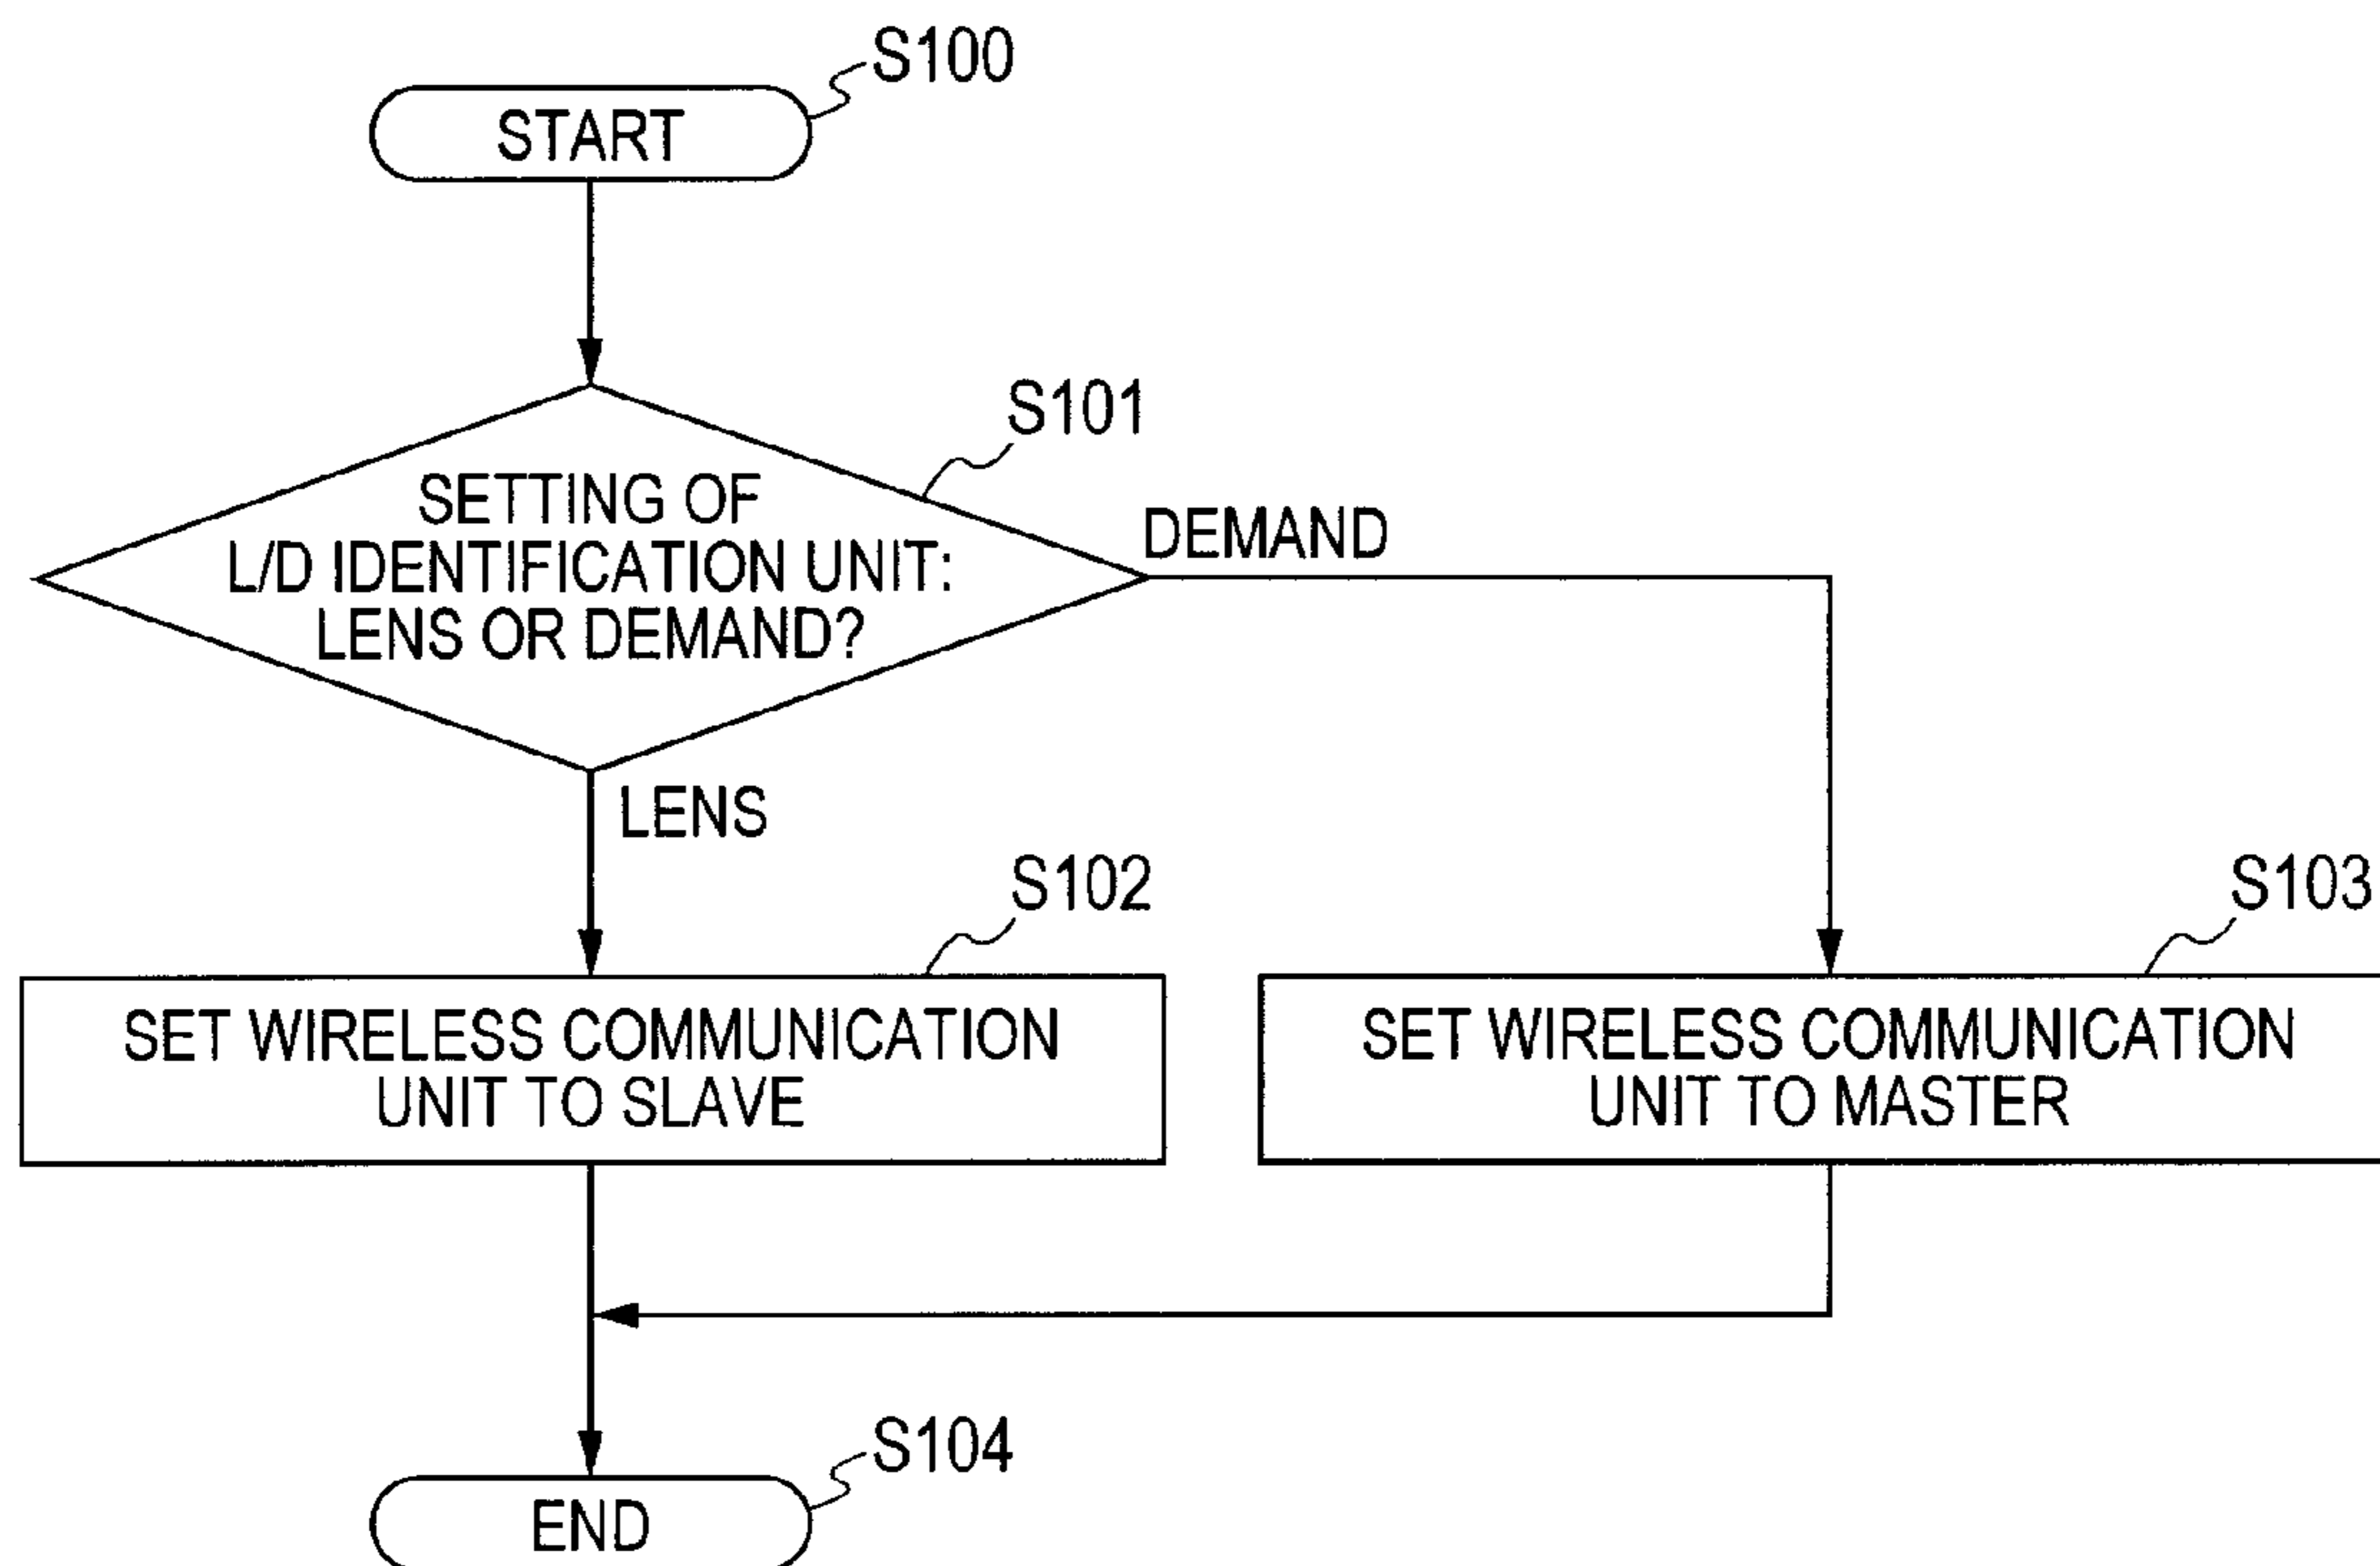 S100
START
S101
SETTING OF
L/D IDENTIFICATION UNIT:
LENS OR DEMAND?
DEMAND
LENS
S102
SET WIRELESS COMMUNICATION
UNIT TO SLAVE
S103
SET WIRELESS COMMUNICATION
UNIT TO MASTER
S104
END